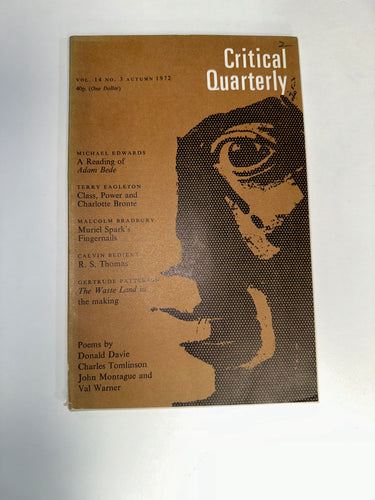 Critical
Quarterly
VOL. 14 NO. 3 AUTUMN 1972
40p. (One Dollar)
MICHAEL EDWARDS
A Reading of
Adam Bede
TERRY EAGLETON
Class, Power and
Charlotte Bronte
MALCOLM BRADBURY
Muriel Spark's
Fingernails
CALVIN BEDIENT
R. S. Thomas
GERTRUDE PATTERSON
The Waste Land in
the making
Poems by
Donald Davie
Charles Tomlinson
John Montague and
Val Warner